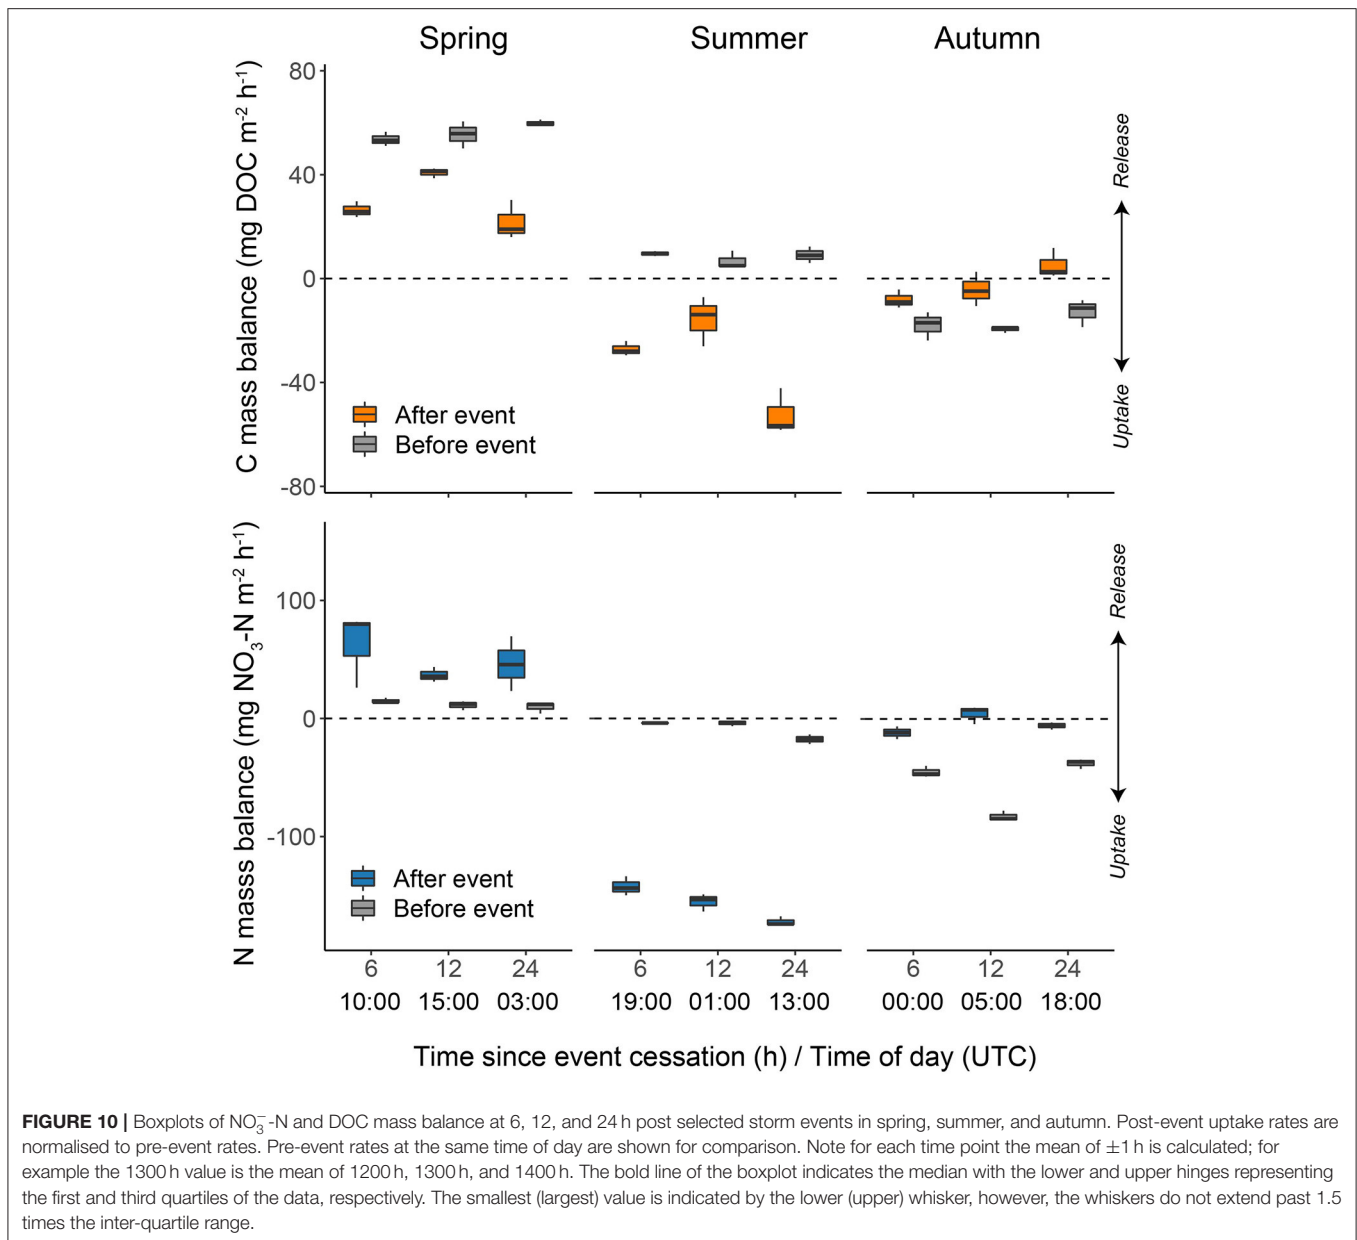 Spring Summer Autumn
C mass balance (mg DOC m⁻² h⁻¹)
80
40
0
-40
-80
After event
Before event
Release
Uptake
N masss balance (mg NO₃-N m⁻² h⁻¹)
100
0
-100
After event
Before event
Release
Uptake
6 12 24 6 12 24 6 12 24
10:00 15:00 03:00 19:00 01:00 13:00 00:00 05:00 18:00
Time since event cessation (h) / Time of day (UTC)
FIGURE 10 | Boxplots of NO₃⁻-N and DOC mass balance at 6, 12, and 24 h post selected storm events in spring, summer, and autumn. Post-event uptake rates are
normalised to pre-event rates. Pre-event rates at the same time of day are shown for comparison. Note for each time point the mean of ±1 h is calculated; for
example the 1300 h value is the mean of 1200 h, 1300 h, and 1400 h. The bold line of the boxplot indicates the median with the lower and upper hinges representing
the first and third quartiles of the data, respectively. The smallest (largest) value is indicated by the lower (upper) whisker, however, the whiskers do not extend past 1.5
times the inter-quartile range.